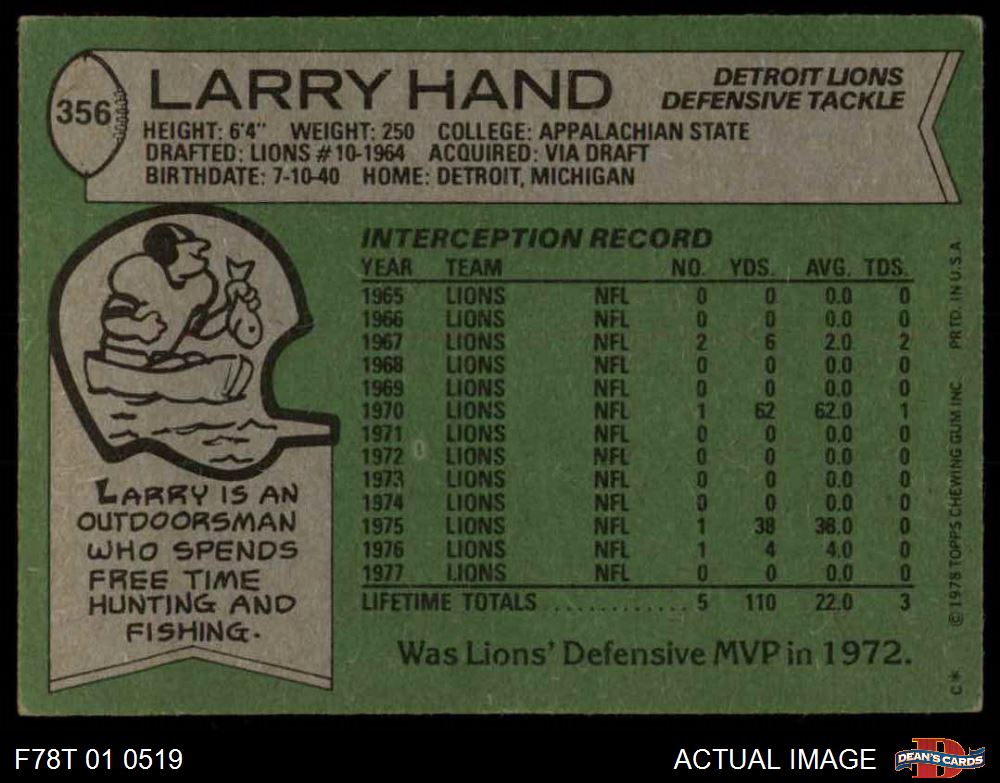 356
LARRY HAND
DETROIT LIONS
DEFENSIVE TACKLE
HEIGHT: 6'4" WEIGHT: 250 COLLEGE: APPALACHIAN STATE
DRAFTED: LIONS #10-1964 ACQUIRED: VIA DRAFT
BIRTHDATE: 7-10-40 HOME: DETROIT, MICHIGAN
LARRY IS AN
OUTDOORSMAN
WHO SPENDS
FREE TIME
HUNTING AND
FISHING.
INTERCEPTION RECORD
YEAR TEAM NO. YDS. AVG. TDS.
1965 LIONS NFL 0 0 0.0 0
1966 LIONS NFL 0 0 0.0 0
1967 LIONS NFL 2 6 2.0 2
1968 LIONS NFL 0 0 0.0 0
1969 LIONS NFL 0 0 0.0 0
1970 LIONS NFL 1 62 62.0 1
1971 LIONS NFL 0 0 0.0 0
1972 LIONS NFL 0 0 0.0 0
1973 LIONS NFL 0 0 0.0 0
1974 LIONS NFL 0 0 0.0 0
1975 LIONS NFL 1 38 38.0 0
1976 LIONS NFL 1 4 4.0 0
1977 LIONS NFL 0 0 0.0 0
LIFETIME TOTALS ............ 5 110 22.0 3
Was Lions' Defensive MVP in 1972.
C* © 1978 TOPPS CHEWING GUM INC. PRTD. IN U.S.A.
F78T 01 0519
ACTUAL IMAGE
D
DEAN'S CARDS